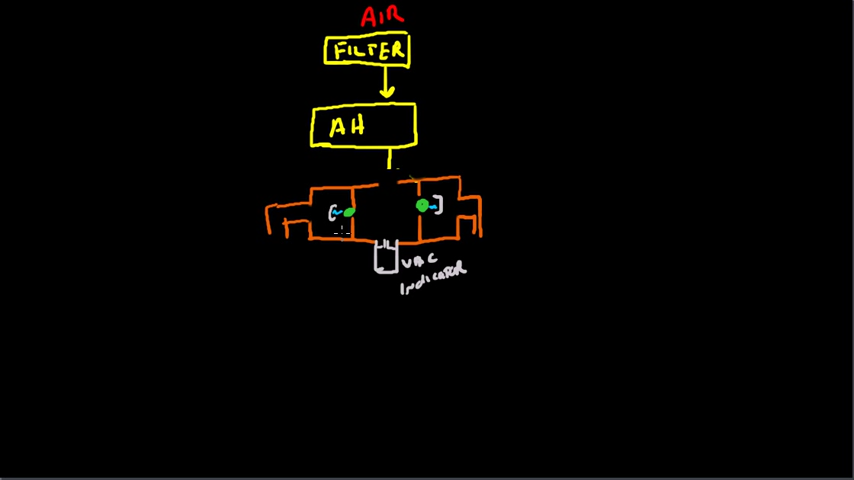 AIR
FILTER
AH
VAC
Indicator